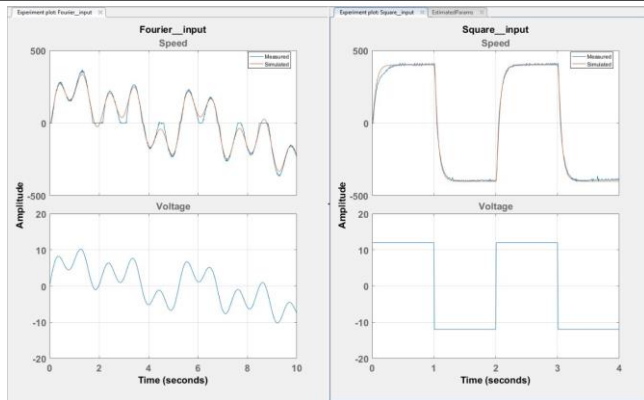 Experiment plot: Fourier__input
Fourier__input
Speed
Measured
Simulated
500
0
-500
Amplitude
Voltage
20
10
0
-10
-20
0 2 4 6 8 10
Time (seconds)
Experiment plot: Square__input
EstimatedParams
Square__input
Speed
Measured
Simulated
500
0
-500
Amplitude
Voltage
20
10
0
-10
-20
0 1 2 3 4
Time (seconds)